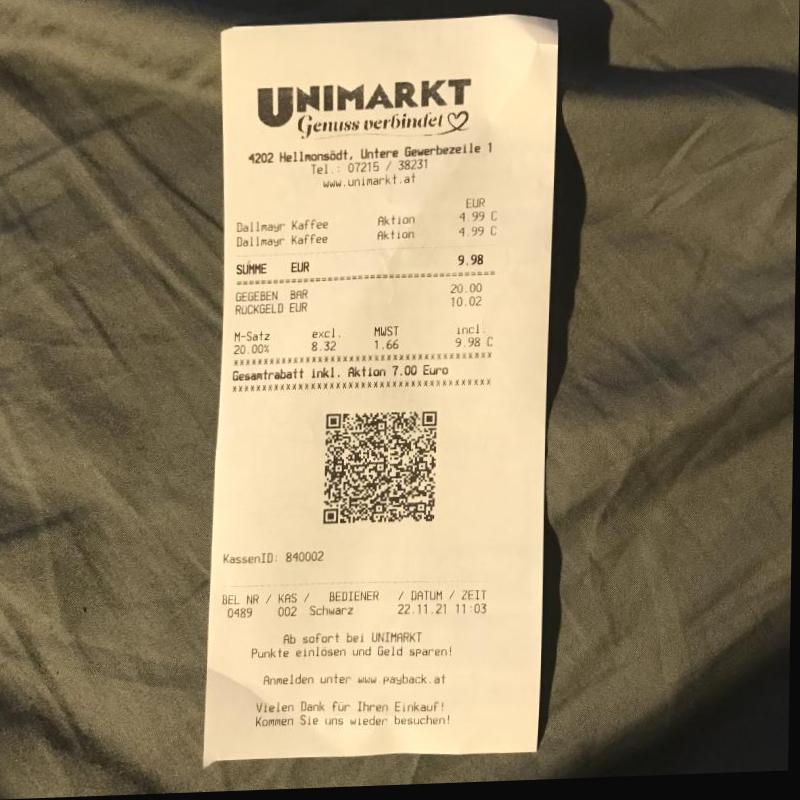 UNIMARKT
Genuss verbindet
4202 Hellmonsödt, Untere Gewerbezeile 1
Tel.: 07215 / 38231
www.unimarkt.at
EUR
Dallmayr Kaffee Aktion 4.99 C
Dallmayr Kaffee Aktion 4.99 C
SUMME EUR 9.98
GEGEBEN BAR 20.00
RÜCKGELD EUR 10.02
M-Satz excl. MWST incl.
20.00% 8.32 1.66 9.98 C
Gesamtrabatt inkl. Aktion 7.00 Euro
KassenID: 840002
BEL NR / KAS / BEDIENER / DATUM / ZEIT
0489 002 Schwarz 22.11.21 11:03
Ab sofort bei UNIMARKT
Punkte einlösen und Geld sparen!
Anmelden unter www.payback.at
Vielen Dank für Ihren Einkauf!
Kommen Sie uns wieder besuchen!